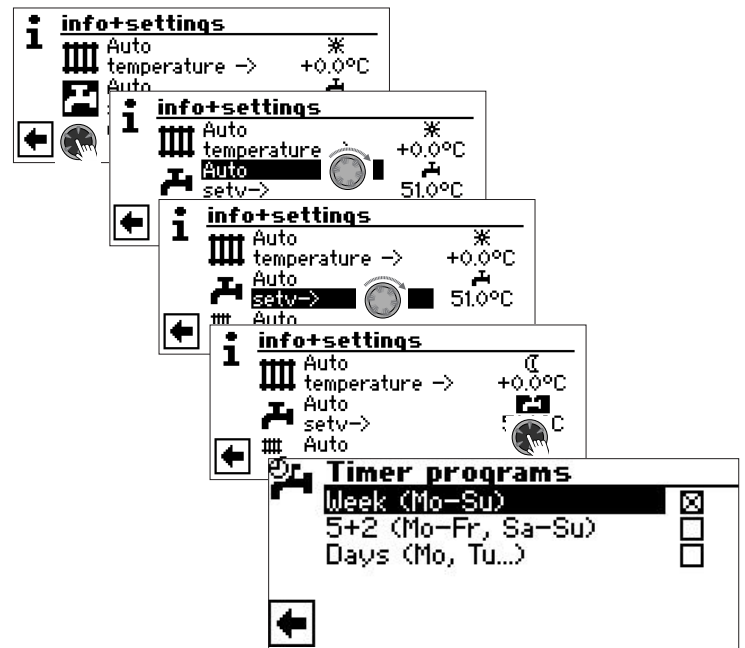 i info+settings
Auto
temperature -> +0.0°C
Auto
i info+settings
Auto
temperature +0.0°C
Auto
setv-> 51.0°C
i info+settings
Auto
temperature -> +0.0°C
Auto
setv-> 51.0°C
Auto
i info+settings
Auto
temperature -> +0.0°C
Auto
setv-> C
Auto
Timer programs
Week (Mo-Su)
5+2 (Mo-Fr, Sa-Su)
Days (Mo, Tu...)